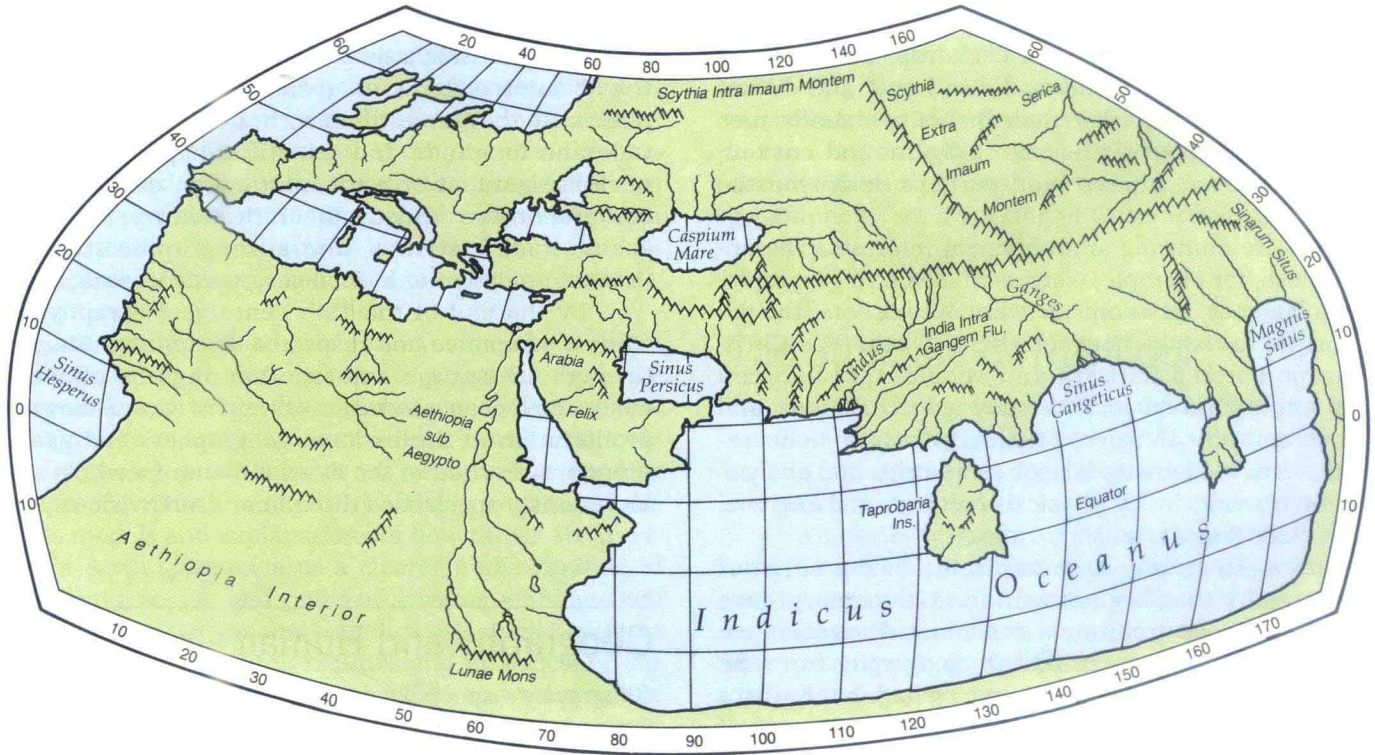 60
20
40
60
80
100
120
140
160
60
50
40
30
20
10
0
10
50
40
30
20
10
0
10
Scythia Intra Imaum Montem
Scythia
Extra
Imaum
Montem
Serica
Sinarum Situs
Caspium
Mare
Ganges
Magnus
Sinus
India Intra
Gangem Flu.
Indus
Arabia
Felix
Sinus
Persicus
Sinus
Gangeticus
Sinus
Hesperus
Aethiopia
sub
Aegypto
Taprobaria
Ins.
Equator
Indicus Oceanus
Aethiopia
Interior
Lunae Mons
10
20
30
40
50
60
70
80
90
100
110
120
130
140
150
160
170